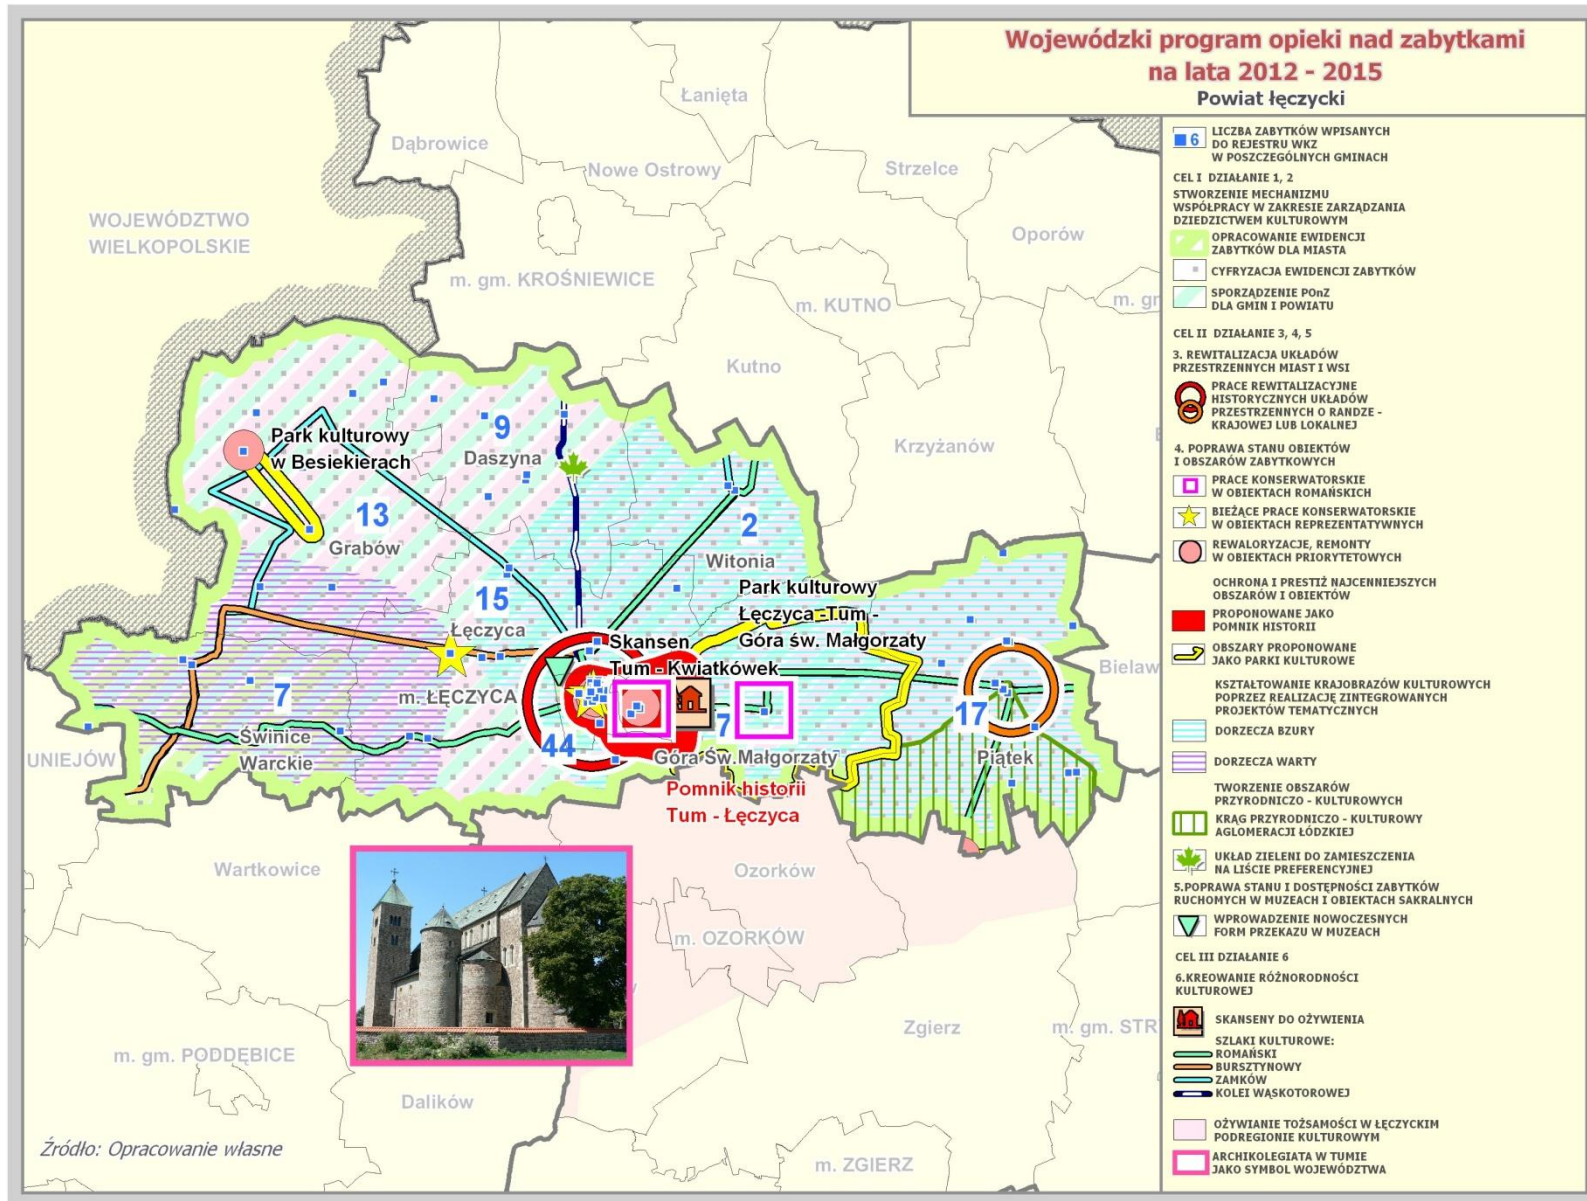 Wojewódzki program opieki nad zabytkami
na lata 2012 - 2015
Powiat łęczycki
Łanięta
Dąbrowice
Nowe Ostrowy
Strzelce
WOJEWÓDZTWO
WIELKOPOLSKIE
Oporów
m. gm. KROŚNIEWICE
m. KUTNO
m. gr
Kutno
Krzyżanów
Park kulturowy
w Besiekierach
9
Daszyna
13
Grabów
2
Witonia
15
Łęczyca
Park kulturowy
Łęczyca -Tum -
Góra św. Małgorzaty
Skansen
Tum - Kwiatkówek
Bielaw
m. ŁĘCZYCA
7
Świnice
Warckie
UNIEJÓW
44
7
Góra Św. Małgorzaty
17
Piątek
Pomnik historii
Tum - Łęczyca
Wartkowice
Ozorków
m. OZORKÓW
Zgierz
m. gm. STR
m. gm. PODDĘBICE
Dalików
m. ZGIERZ
Źródło: Opracowanie własne
6
LICZBA ZABYTKÓW WPISANYCH
DO REJESTRU WKZ
W POSZCZEGÓLNYCH GMINACH
CEL I DZIAŁANIE 1, 2
STWORZENIE MECHANIZMU
WSPÓŁPRACY W ZAKRESIE ZARZĄDZANIA
DZIEDZICTWEM KULTUROWYM
OPRACOWANIE EWIDENCJI
ZABYTKÓW DLA MIASTA
CYFRYZACJA EWIDENCJI ZABYTKÓW
SPORZĄDZENIE POnZ
DLA GMIN I POWIATU
CEL II DZIAŁANIE 3, 4, 5
3. REWITALIZACJA UKŁADÓW
PRZESTRZENNYCH MIAST I WSI
PRACE REWITALIZACYJNE
HISTORYCZNYCH UKŁADÓW
PRZESTRZENNYCH O RANDZE -
KRAJOWEJ LUB LOKALNEJ
4. POPRAWA STANU OBIEKTÓW
I OBSZARÓW ZABYTKOWYCH
PRACE KONSERWATORSKIE
W OBIEKTACH ROMAŃSKICH
BIEŻĄCE PRACE KONSERWATORSKIE
W OBIEKTACH REPREZENTATYWNYCH
REWALORYZACJE, REMONTY
W OBIEKTACH PRIORYTETOWYCH
OCHRONA I PRESTIŻ NAJCENNIEJSZYCH
OBSZARÓW I OBIEKTÓW
PROPONOWANE JAKO
POMNIK HISTORII
OBSZARY PROPONOWANE
JAKO PARKI KULTUROWE
KSZTAŁTOWANIE KRAJOBRAZÓW KULTUROWYCH
POPRZEZ REALIZACJĘ ZINTEGROWANYCH
PROJEKTÓW TEMATYCZNYCH
DORZECZA BZURY
DORZECZA WARTY
TWORZENIE OBSZARÓW
PRZYRODNICZO - KULTUROWYCH
KRĄG PRZYRODNICZO - KULTUROWY
AGLOMERACJI ŁÓDZKIEJ
UKŁAD ZIELENI DO ZAMIESZCZENIA
NA LIŚCIE PREFERENCYJNEJ
5.POPRAWA STANU I DOSTĘPNOŚCI ZABYTKÓW
RUCHOMYCH W MUZEACH I OBIEKTACH SAKRALNYCH
WPROWADZENIE NOWOCZESNYCH
FORM PRZEKAZU W MUZEACH
CEL III DZIAŁANIE 6
6.KREOWANIE RÓŻNORODNOŚCI
KULTUROWEJ
SKANSENY DO OŻYWIENIA
SZLAKI KULTUROWE:
ROMAŃSKI
BURSZTYNOWY
ZAMKÓW
KOLEI WĄSKOTOROWEJ
OŻYWIANIE TOŻSAMOŚCI W ŁĘCZYCKIM
PODREGIONIE KULTUROWYM
ARCHIKOLEGIATA W TUMIE
JAKO SYMBOL WOJEWÓDZTWA